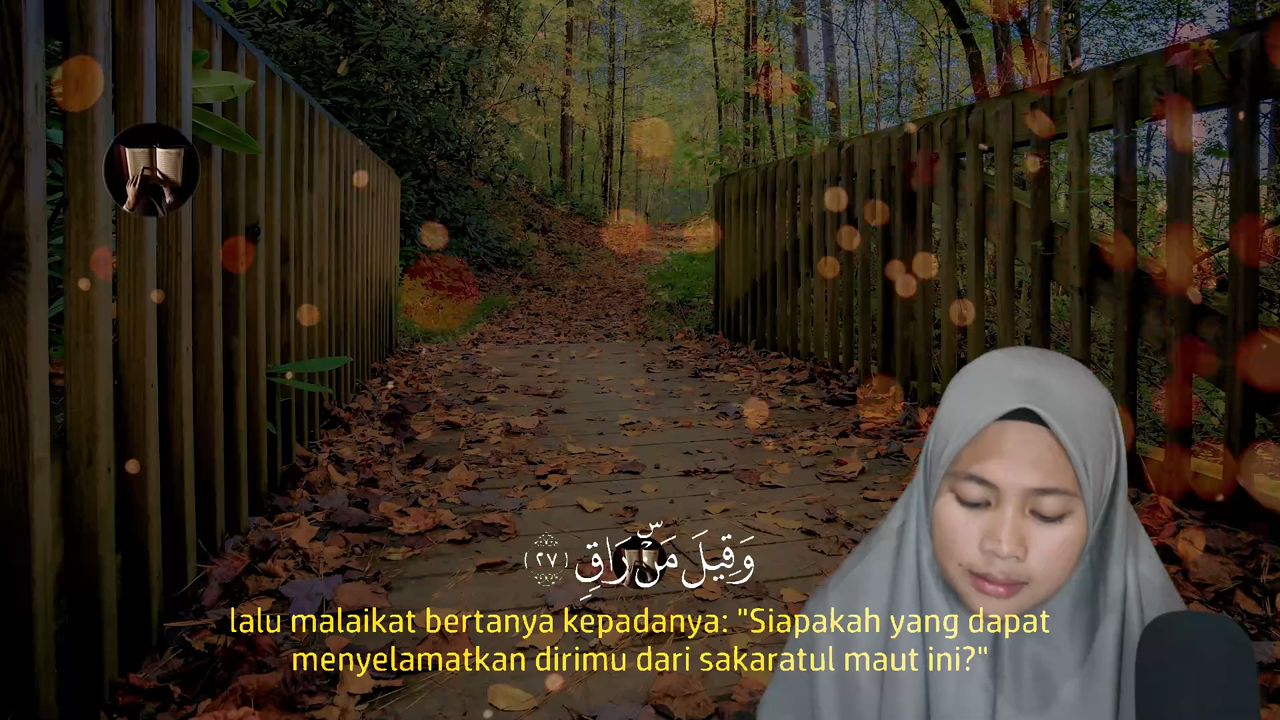 وَقِيلَ مَنْ ۜ رَاقٍ ﴿٢٧﴾
lalu malaikat bertanya kepadanya: "Siapakah yang dapat
menyelamatkan dirimu dari sakaratul maut ini?"